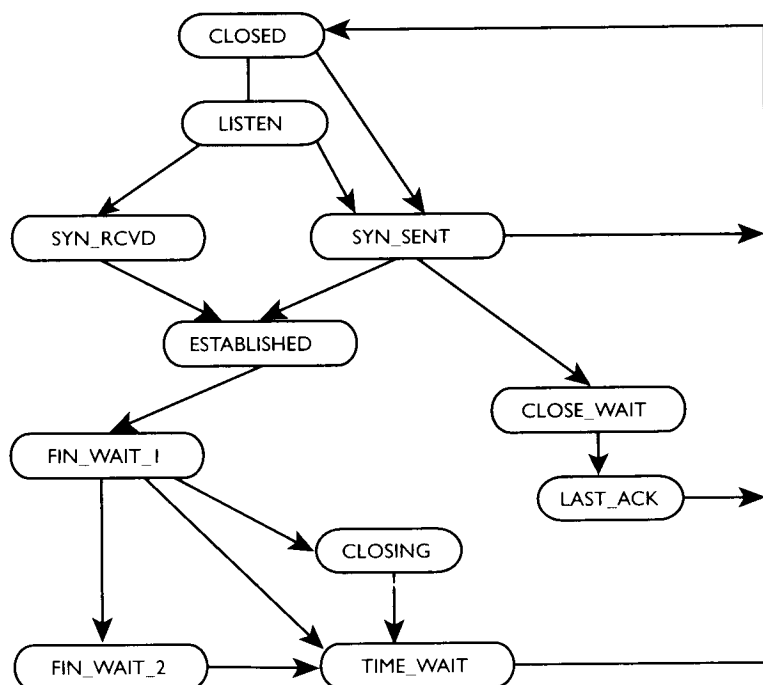 CLOSED
LISTEN
SYN_RCVD
SYN_SENT
ESTABLISHED
CLOSE_WAIT
FIN_WAIT_1
LAST_ACK
CLOSING
FIN_WAIT_2
TIME_WAIT